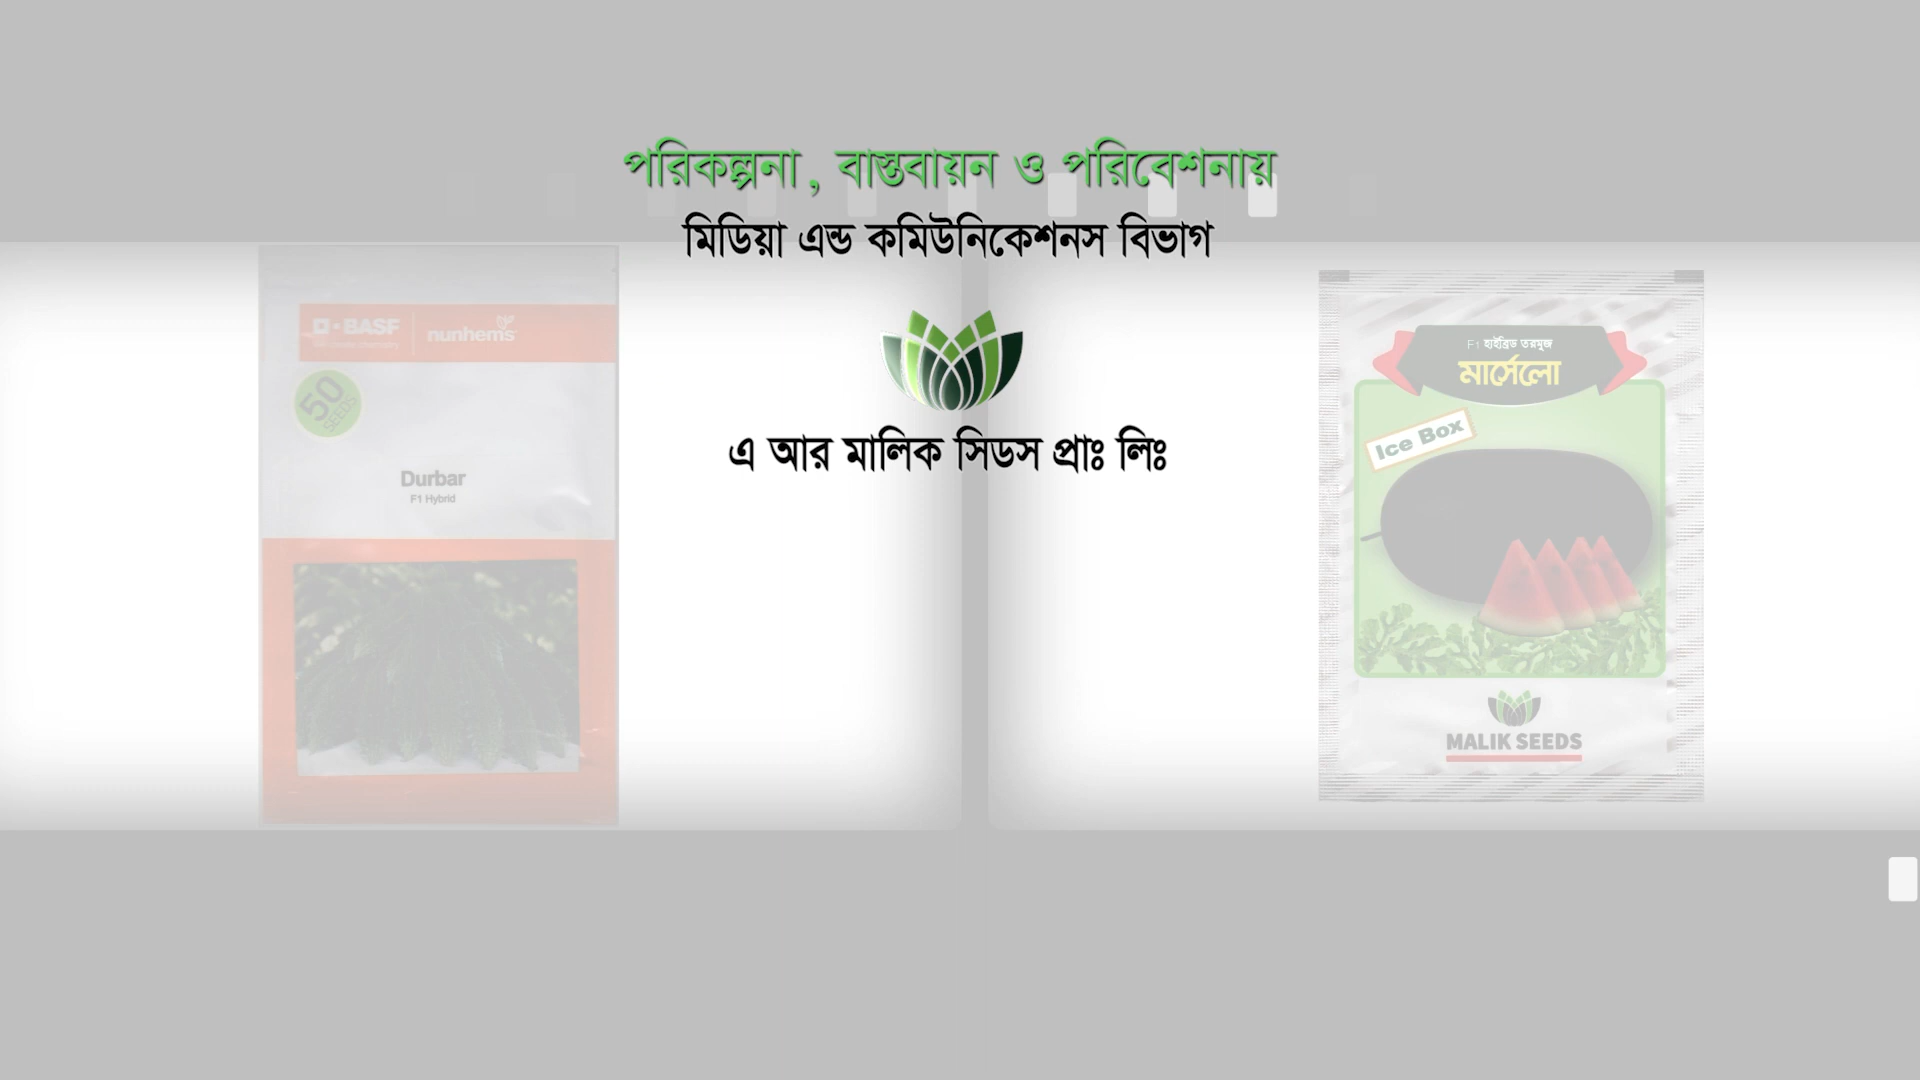 পরিকল্পনা, বাস্তবায়ন ও পরিবেশনায়
মিডিয়া এন্ড কমিউনিকেশনস বিভাগ
এ আর মালিক সিডস প্রাঃ লিঃ
BASF
nunhems
50
SEEDS
Durbar
F1 Hybrid
F1 হাইব্রিড তরমুজ
মার্সেলো
Ice Box
MALIK SEEDS